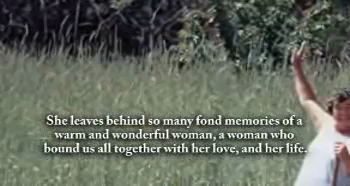 She leaves behind so many fond memories of a
warm and wonderful woman, a woman who
bound us all together with her love, and her life.